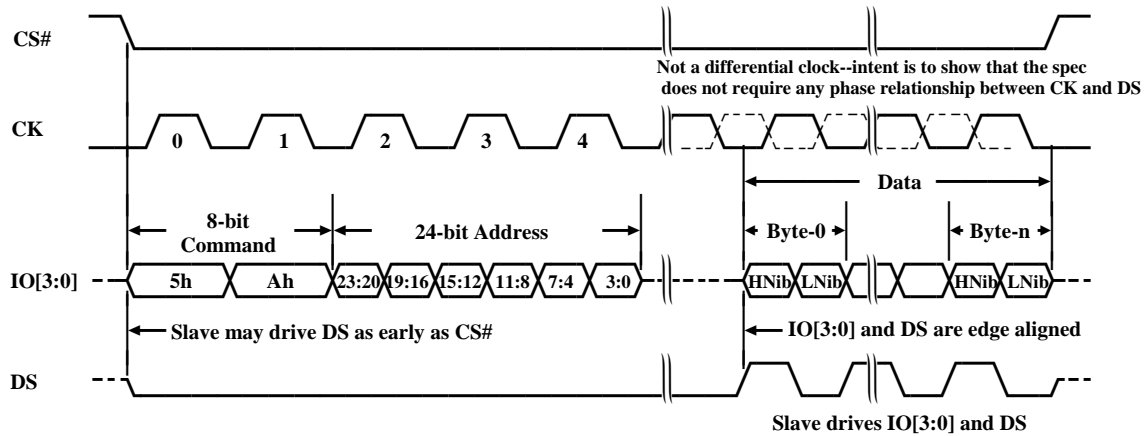 CS#
Not a differential clock--intent is to show that the spec
does not require any phase relationship between CK and DS
CK
0 1 2 3 4
Data
8-bit
Command
24-bit Address
Byte-0
Byte-n
IO[3:0]
5h Ah 23:20 19:16 15:12 11:8 7:4 3:0 HNib LNib HNib LNib
Slave may drive DS as early as CS#
IO[3:0] and DS are edge aligned
DS
Slave drives IO[3:0] and DS